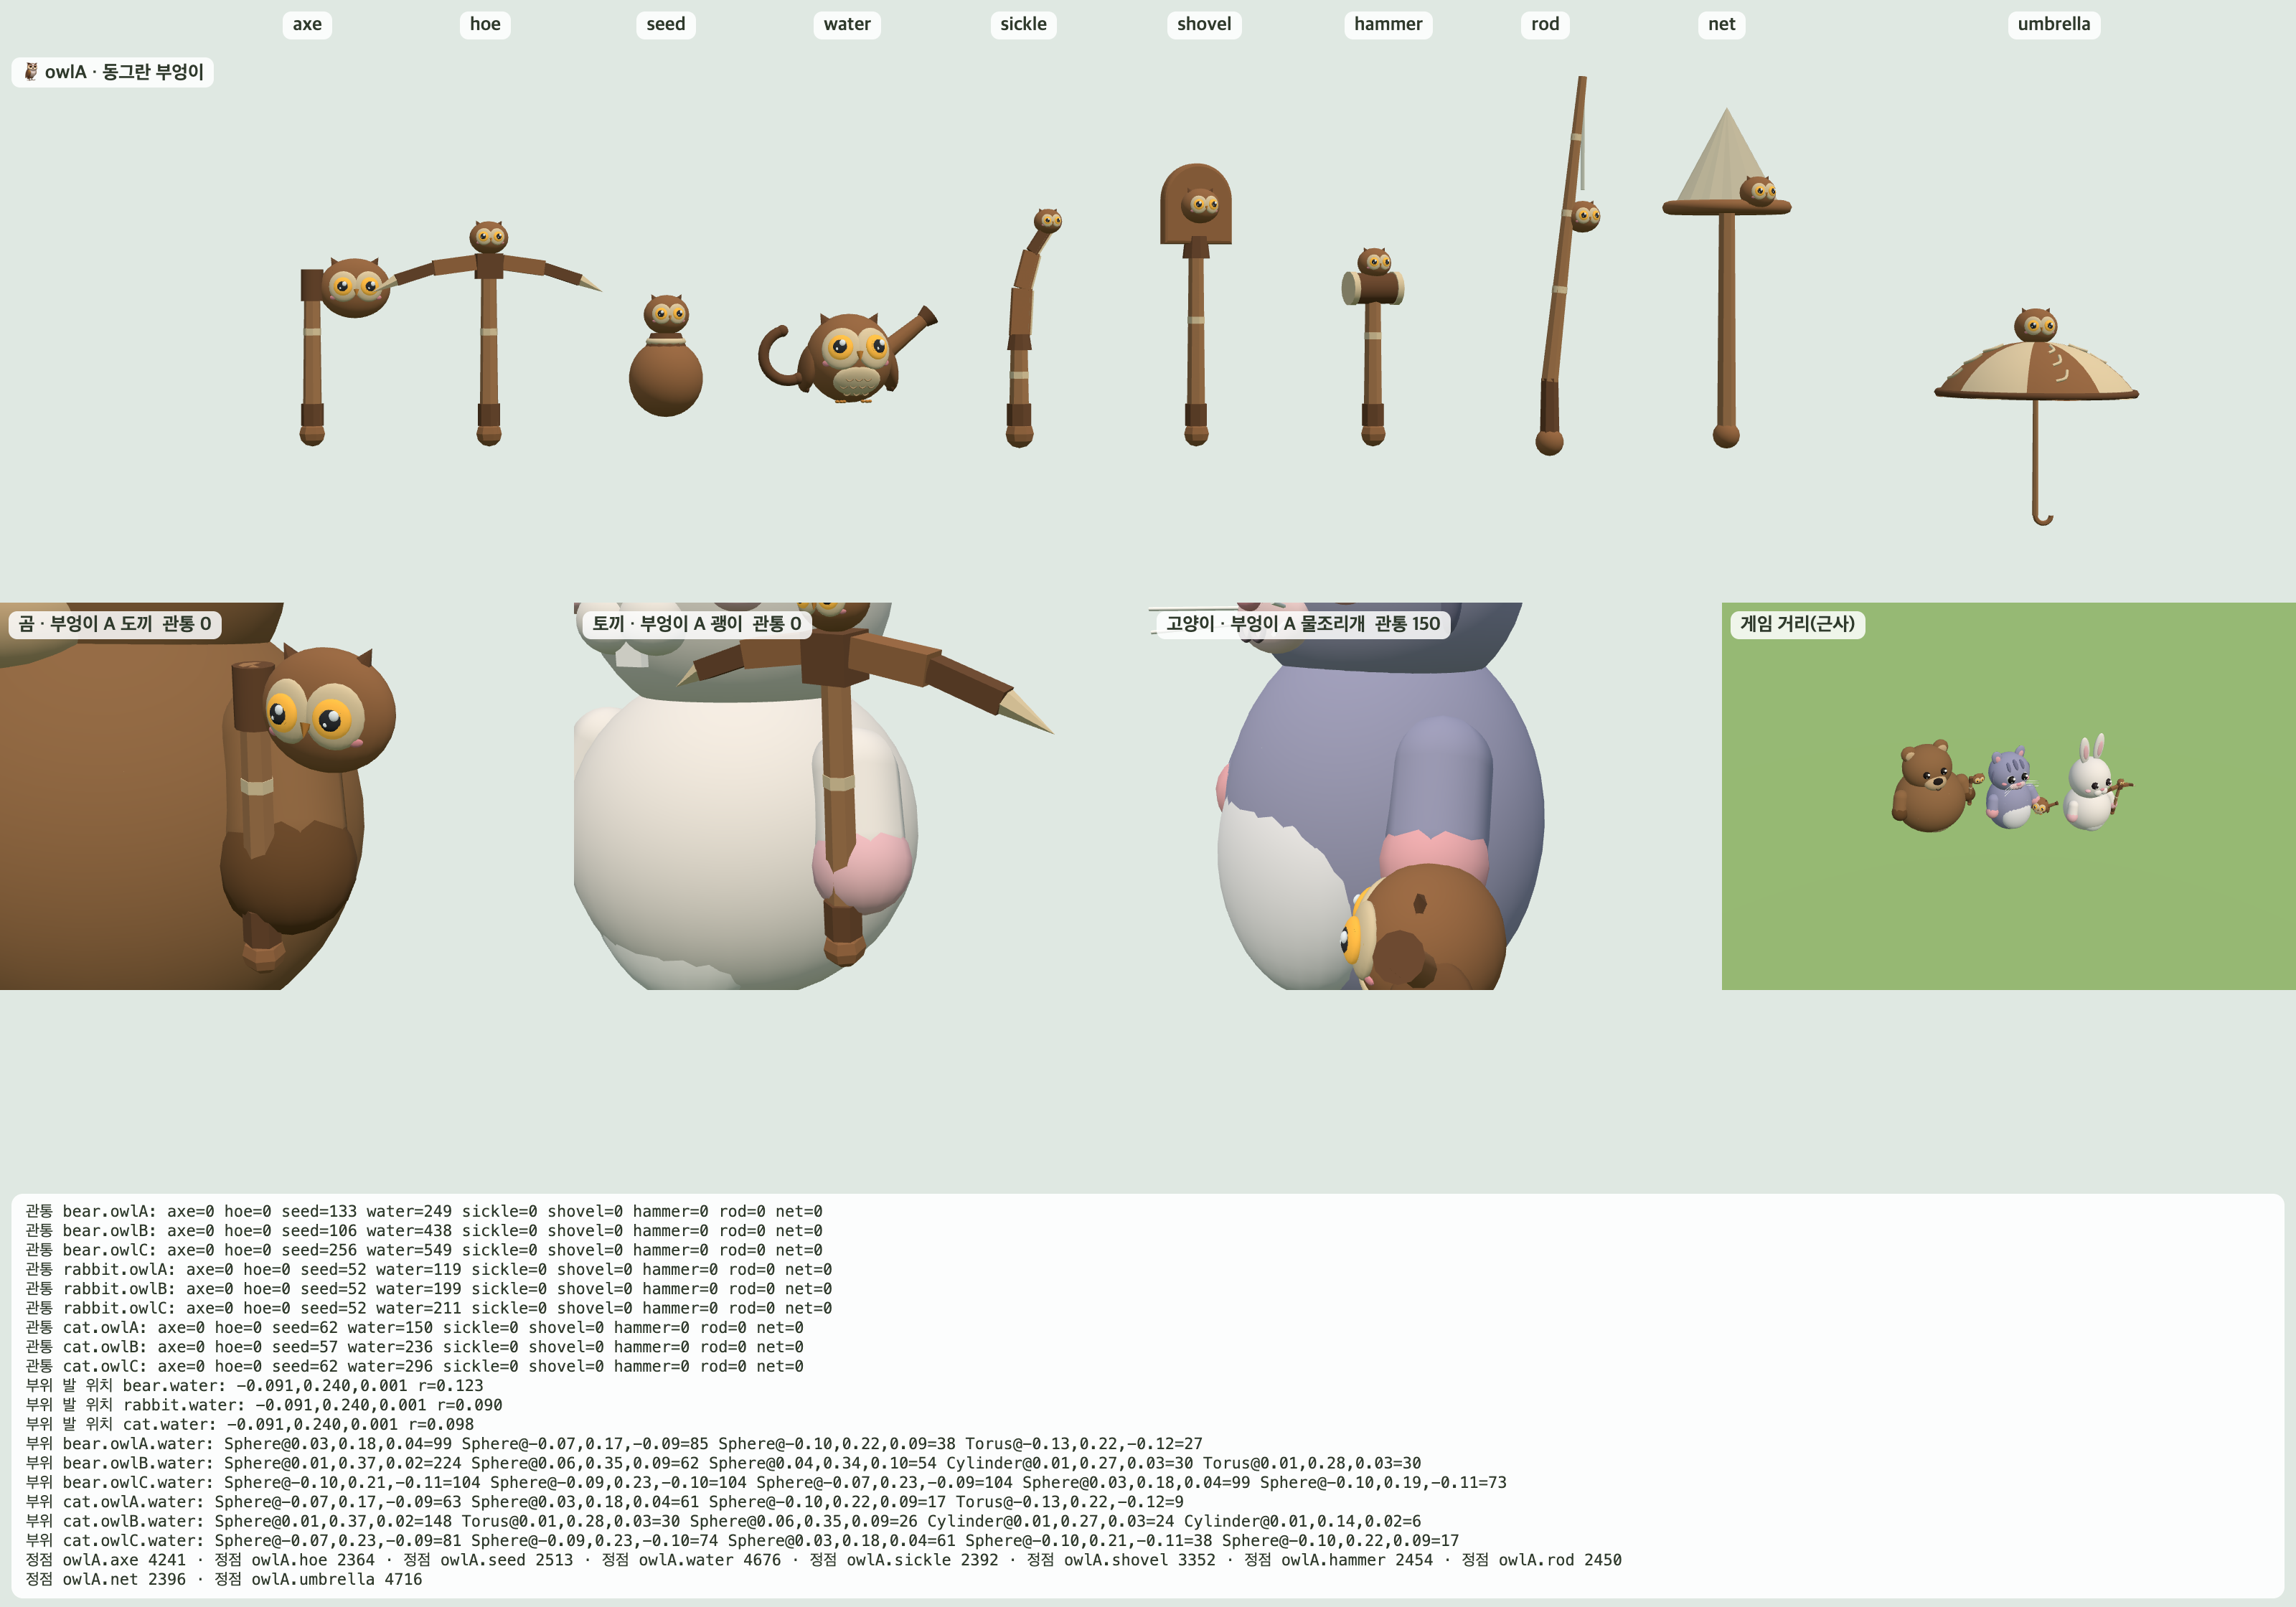 axe hoe seed water sickle shovel hammer rod net umbrella
owlA · 동그란 부엉이
곰 · 부엉이 A 도끼 관통 0
토끼 · 부엉이 A 괭이 관통 0
고양이 · 부엉이 A 물조리개 관통 150
게임 거리(근사)
관통 bear.owlA: axe=0 hoe=0 seed=133 water=249 sickle=0 shovel=0 hammer=0 rod=0 net=0
관통 bear.owlB: axe=0 hoe=0 seed=106 water=438 sickle=0 shovel=0 hammer=0 rod=0 net=0
관통 bear.owlC: axe=0 hoe=0 seed=256 water=549 sickle=0 shovel=0 hammer=0 rod=0 net=0
관통 rabbit.owlA: axe=0 hoe=0 seed=52 water=119 sickle=0 shovel=0 hammer=0 rod=0 net=0
관통 rabbit.owlB: axe=0 hoe=0 seed=52 water=199 sickle=0 shovel=0 hammer=0 rod=0 net=0
관통 rabbit.owlC: axe=0 hoe=0 seed=52 water=211 sickle=0 shovel=0 hammer=0 rod=0 net=0
관통 cat.owlA: axe=0 hoe=0 seed=62 water=150 sickle=0 shovel=0 hammer=0 rod=0 net=0
관통 cat.owlB: axe=0 hoe=0 seed=57 water=236 sickle=0 shovel=0 hammer=0 rod=0 net=0
관통 cat.owlC: axe=0 hoe=0 seed=62 water=296 sickle=0 shovel=0 hammer=0 rod=0 net=0
부위 발 위치 bear.water: -0.091,0.240,0.001 r=0.123
부위 발 위치 rabbit.water: -0.091,0.240,0.001 r=0.090
부위 발 위치 cat.water: -0.091,0.240,0.001 r=0.098
부위 bear.owlA.water: Sphere@0.03,0.18,0.04=99 Sphere@-0.07,0.17,-0.09=85 Sphere@-0.10,0.22,0.09=38 Torus@-0.13,0.22,-0.12=27
부위 bear.owlB.water: Sphere@0.01,0.37,0.02=224 Sphere@0.06,0.35,0.09=62 Sphere@0.04,0.34,0.10=54 Cylinder@0.01,0.27,0.03=30 Torus@0.01,0.28,0.03=30
부위 bear.owlC.water: Sphere@-0.10,0.21,-0.11=104 Sphere@-0.09,0.23,-0.10=104 Sphere@-0.07,0.23,-0.09=104 Sphere@0.03,0.18,0.04=99 Sphere@-0.10,0.19,-0.11=73
부위 cat.owlA.water: Sphere@-0.07,0.17,-0.09=63 Sphere@0.03,0.18,0.04=61 Sphere@-0.10,0.22,0.09=17 Torus@-0.13,0.22,-0.12=9
부위 cat.owlB.water: Sphere@0.01,0.37,0.02=148 Torus@0.01,0.28,0.03=30 Sphere@0.06,0.35,0.09=26 Cylinder@0.01,0.27,0.03=24 Cylinder@0.01,0.14,0.02=6
부위 cat.owlC.water: Sphere@-0.07,0.23,-0.09=81 Sphere@-0.09,0.23,-0.10=74 Sphere@0.03,0.18,0.04=61 Sphere@-0.10,0.21,-0.11=38 Sphere@-0.10,0.22,0.09=17
정점 owlA.axe 4241 · 정점 owlA.hoe 2364 · 정점 owlA.seed 2513 · 정점 owlA.water 4676 · 정점 owlA.sickle 2392 · 정점 owlA.shovel 3352 · 정점 owlA.hammer 2454 · 정점 owlA.rod 2450
정점 owlA.net 2396 · 정점 owlA.umbrella 4716